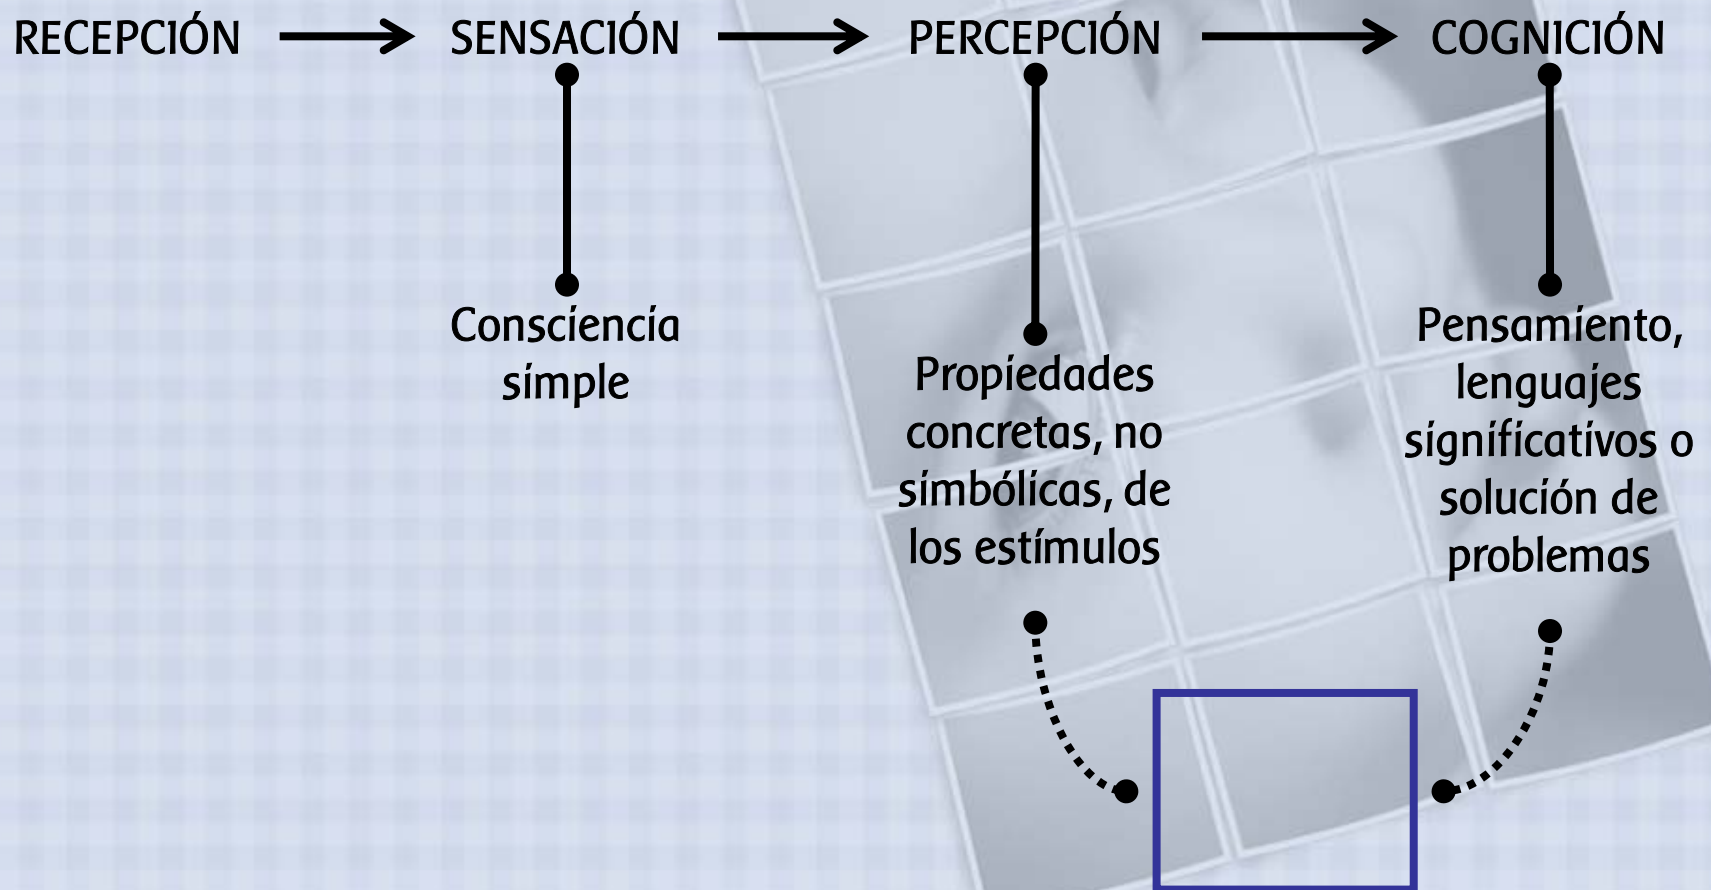 RECEPCIÓN
SENSACIÓN
PERCEPCIÓN
COGNICIÓN
Consciencia
simple
Propiedades
concretas, no
simbólicas, de
los estímulos
Pensamiento,
lenguajes
significativos o
solución de
problemas